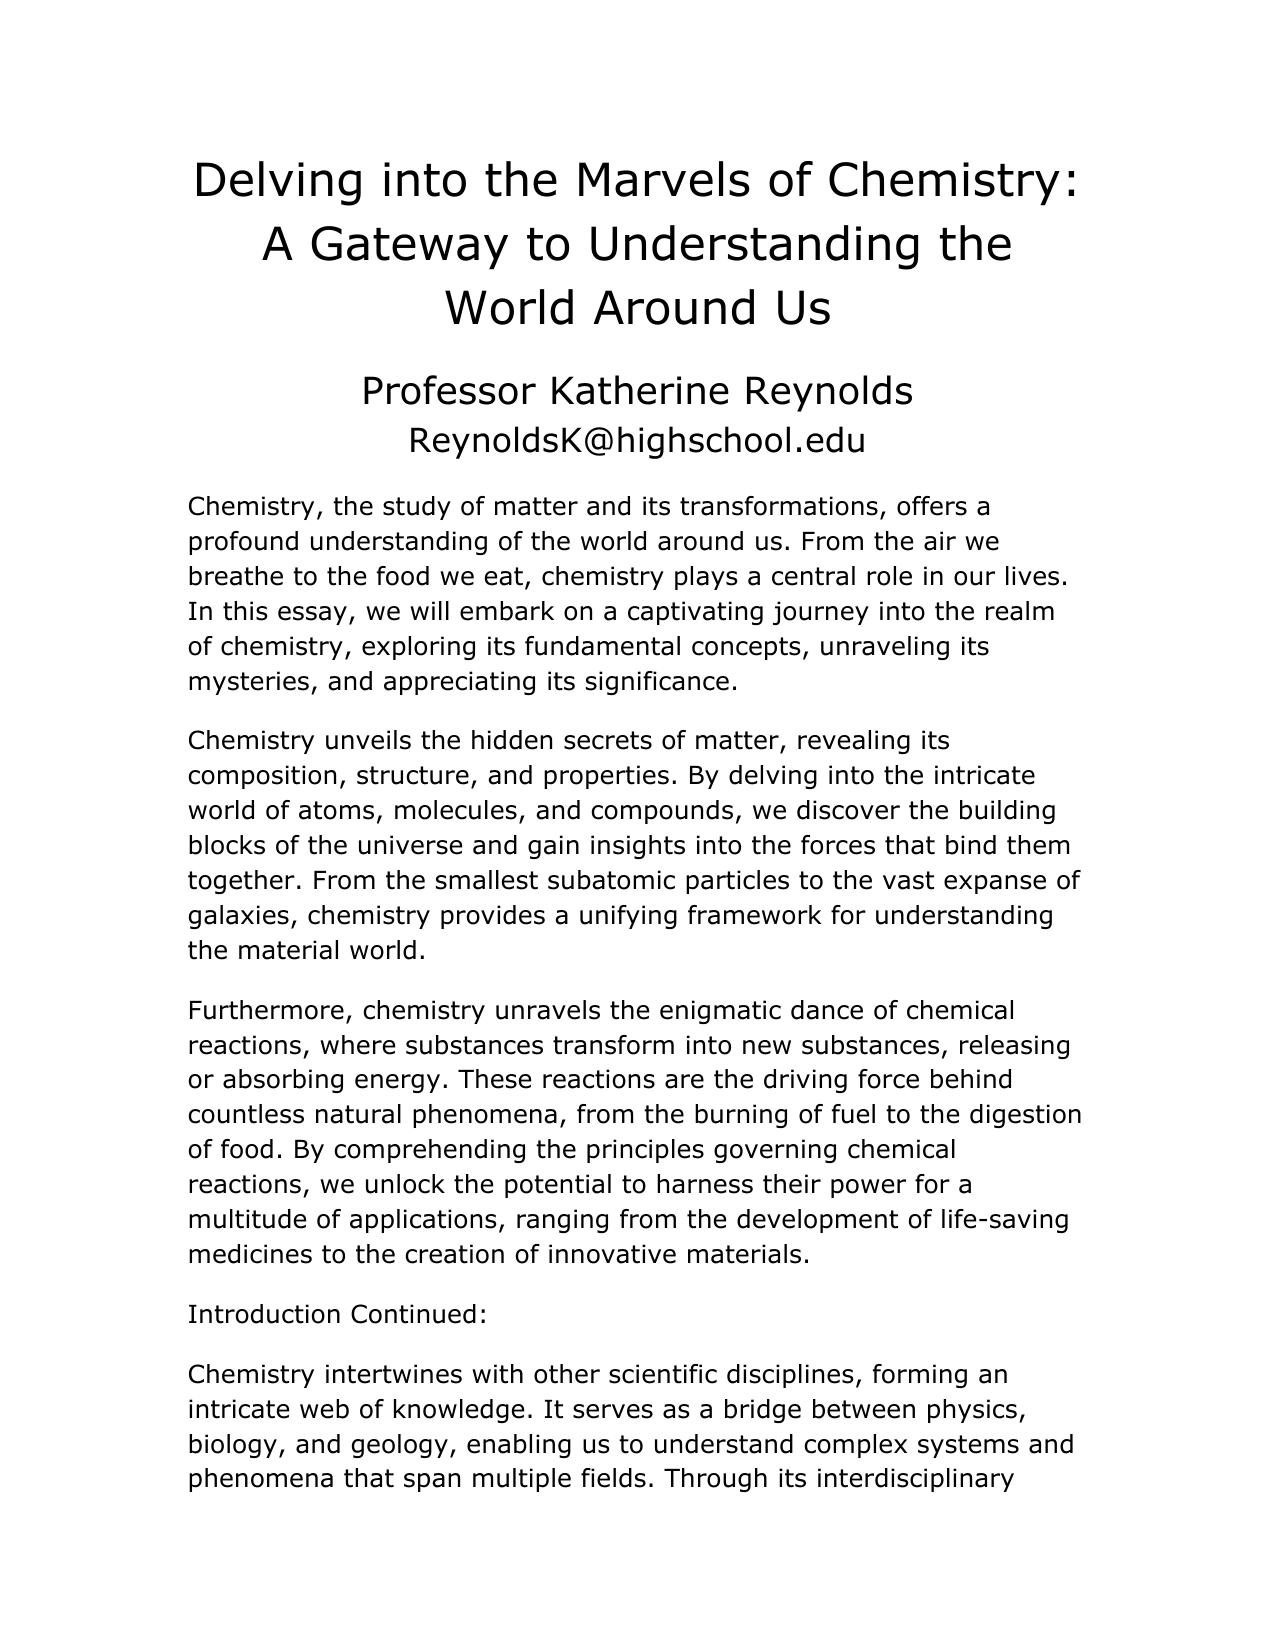 Delving into the Marvels of Chemistry:
A Gateway to Understanding the
World Around Us
Professor Katherine Reynolds
ReynoldsK@highschool.edu
Chemistry, the study of matter and its transformations, offers a
profound understanding of the world around us. From the air we
breathe to the food we eat, chemistry plays a central role in our lives.
In this essay, we will embark on a captivating journey into the realm
of chemistry, exploring its fundamental concepts, unraveling its
mysteries, and appreciating its significance.
Chemistry unveils the hidden secrets of matter, revealing its
composition, structure, and properties. By delving into the intricate
world of atoms, molecules, and compounds, we discover the building
blocks of the universe and gain insights into the forces that bind them
together. From the smallest subatomic particles to the vast expanse of
galaxies, chemistry provides a unifying framework for understanding
the material world.
Furthermore, chemistry unravels the enigmatic dance of chemical
reactions, where substances transform into new substances, releasing
or absorbing energy. These reactions are the driving force behind
countless natural phenomena, from the burning of fuel to the digestion
of food. By comprehending the principles governing chemical
reactions, we unlock the potential to harness their power for a
multitude of applications, ranging from the development of life-saving
medicines to the creation of innovative materials.
Introduction Continued:
Chemistry intertwines with other scientific disciplines, forming an
intricate web of knowledge. It serves as a bridge between physics,
biology, and geology, enabling us to understand complex systems and
phenomena that span multiple fields. Through its interdisciplinary